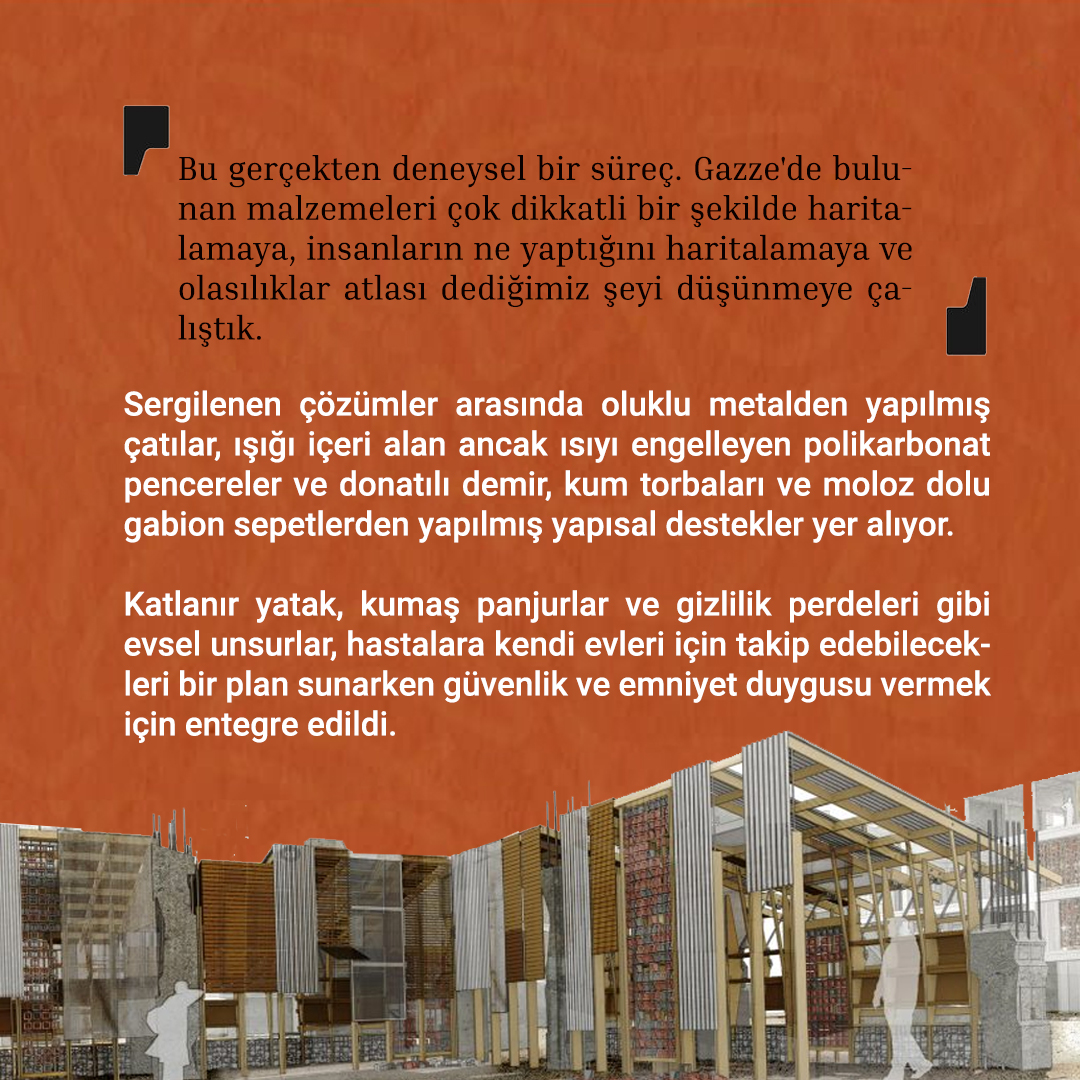 Bu gerçekten deneysel bir süreç. Gazze'de bulu-
nan malzemeleri çok dikkatli bir şekilde harita-
lamaya, insanların ne yaptığını haritalamaya ve
olasılıklar atlası dediğimiz şeyi düşünmeye ça-
lıştık.
Sergilenen çözümler arasında oluklu metalden yapılmış
çatılar, ışığı içeri alan ancak ısıyı engelleyen polikarbonat
pencereler ve donatılı demir, kum torbaları ve moloz dolu
gabion sepetlerden yapılmış yapısal destekler yer alıyor.
Katlanır yatak, kumaş panjurlar ve gizlilik perdeleri gibi
evsel unsurlar, hastalara kendi evleri için takip edebilecek-
leri bir plan sunarken güvenlik ve emniyet duygusu vermek
için entegre edildi.